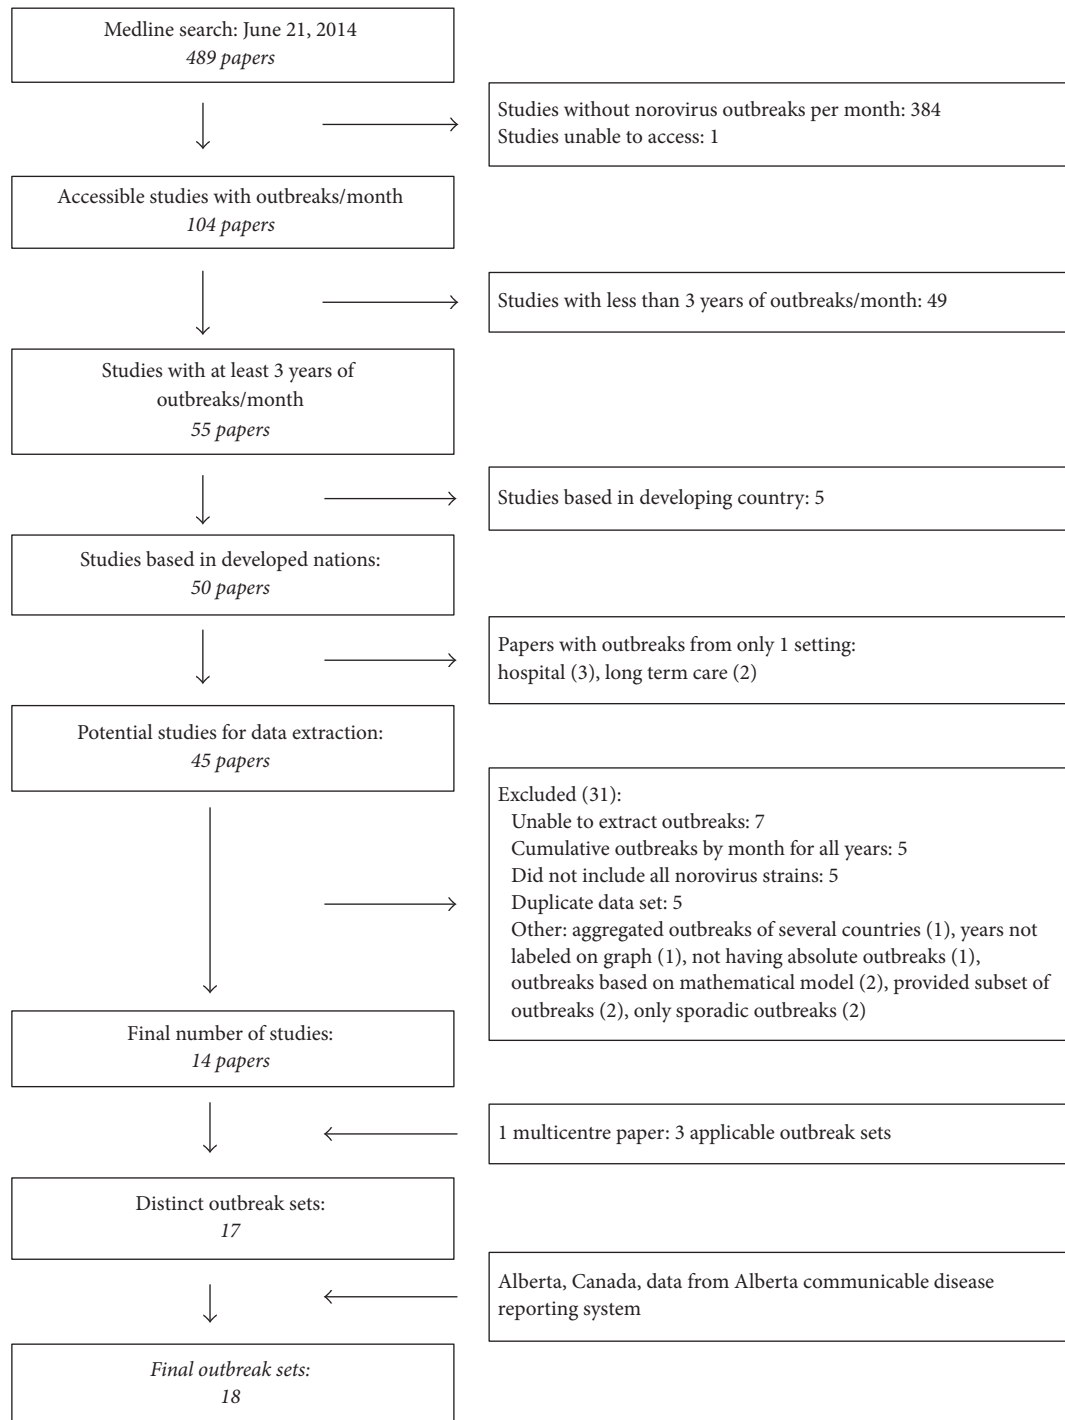 Medline search: June 21, 2014
489 papers
Studies without norovirus outbreaks per month: 384
Studies unable to access: 1
Accessible studies with outbreaks/month
104 papers
Studies with less than 3 years of outbreaks/month: 49
Studies with at least 3 years of
outbreaks/month
55 papers
Studies based in developing country: 5
Studies based in developed nations:
50 papers
Papers with outbreaks from only 1 setting:
hospital (3), long term care (2)
Potential studies for data extraction:
45 papers
Excluded (31):
Unable to extract outbreaks: 7
Cumulative outbreaks by month for all years: 5
Did not include all norovirus strains: 5
Duplicate data set: 5
Other: aggregated outbreaks of several countries (1), years not
labeled on graph (1), not having absolute outbreaks (1),
outbreaks based on mathematical model (2), provided subset of
outbreaks (2), only sporadic outbreaks (2)
Final number of studies:
14 papers
1 multicentre paper: 3 applicable outbreak sets
Distinct outbreak sets:
17
Alberta, Canada, data from Alberta communicable disease
reporting system
Final outbreak sets:
18